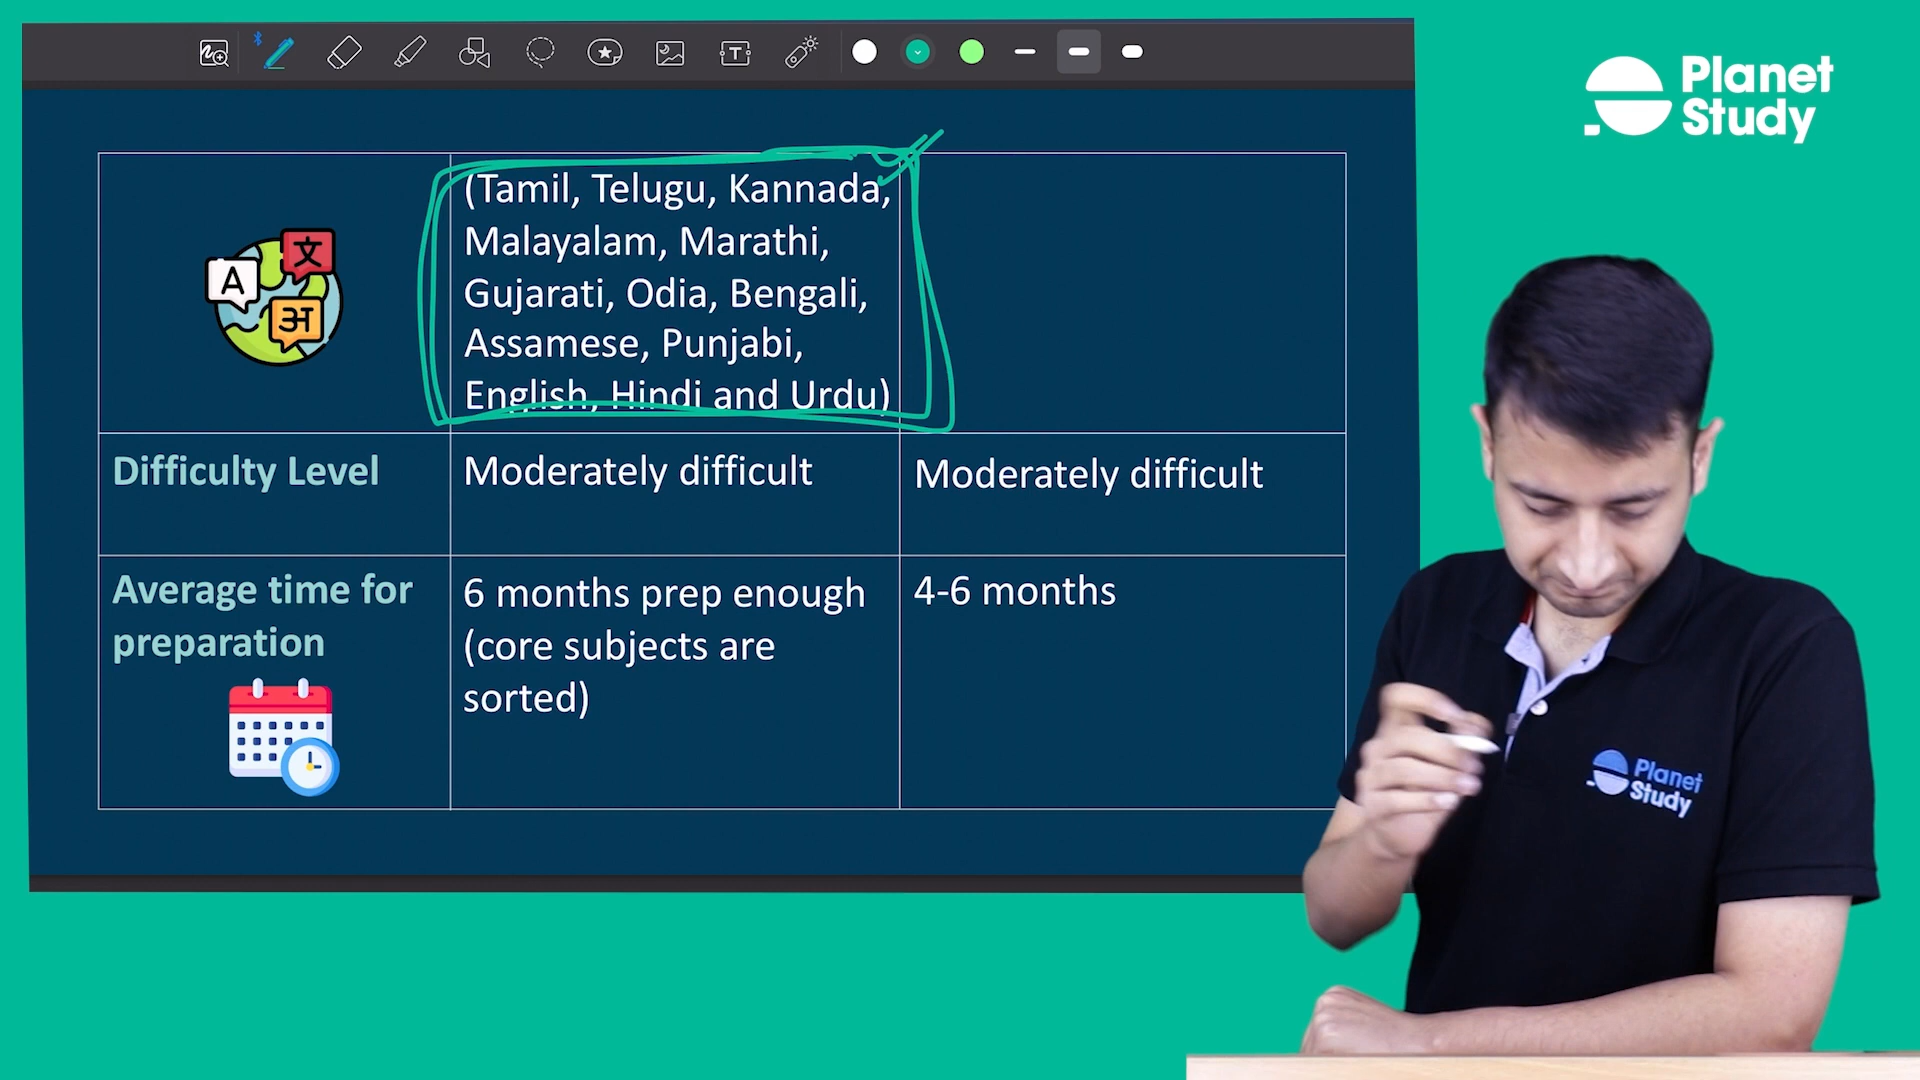 Planet
Study
(Tamil, Telugu, Kannada,
Malayalam, Marathi,
Gujarati, Odia, Bengali,
Assamese, Punjabi,
English, Hindi and Urdu)
A
文
अ
Difficulty Level
Moderately difficult
Moderately difficult
Average time for
preparation
6 months prep enough
(core subjects are
sorted)
4-6 months
Planet
Study
T